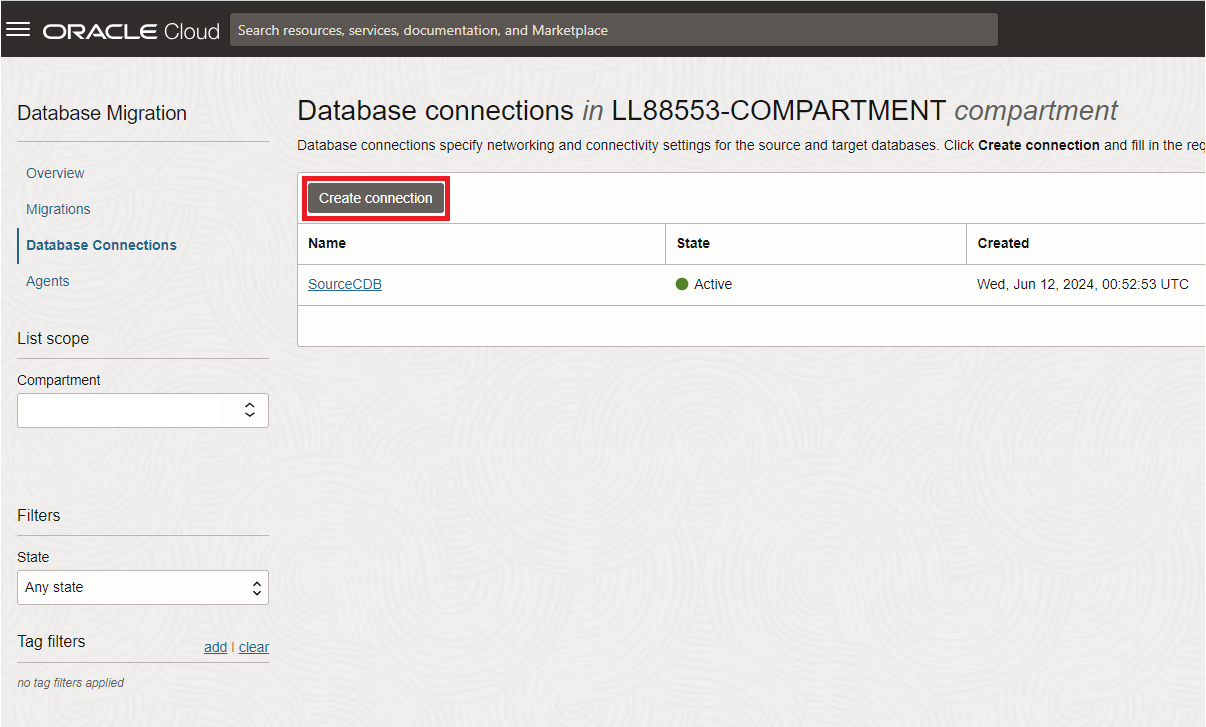 ORACLE Cloud
Search resources, services, documentation, and Marketplace
Database Migration
Overview
Migrations
Database Connections
Agents
List scope
Compartment
Filters
State
Any state
Tag filters
add | clear
no tag filters applied
Database connections in LL88553-COMPARTMENT compartment
Database connections specify networking and connectivity settings for the source and target databases. Click Create connection and fill in the req
Create connection
Name State Created
SourceCDB Active Wed, Jun 12, 2024, 00:52:53 UTC